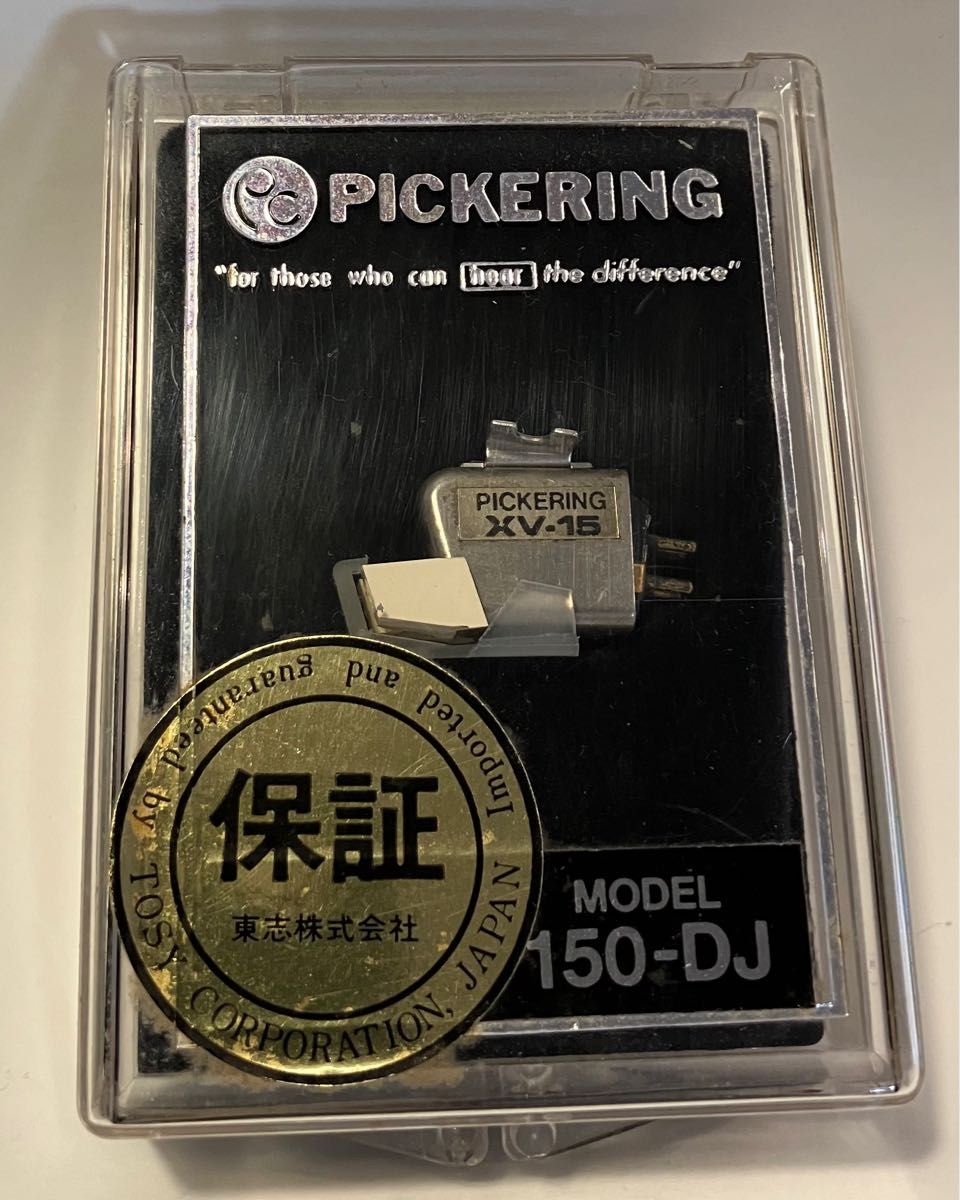 PC PICKERING
"for those who can hear the difference"
PICKERING
XV-15
Imported and guaranteed by TOSY CORPORATION, JAPAN
保証
東志株式会社
MODEL
150-DJ